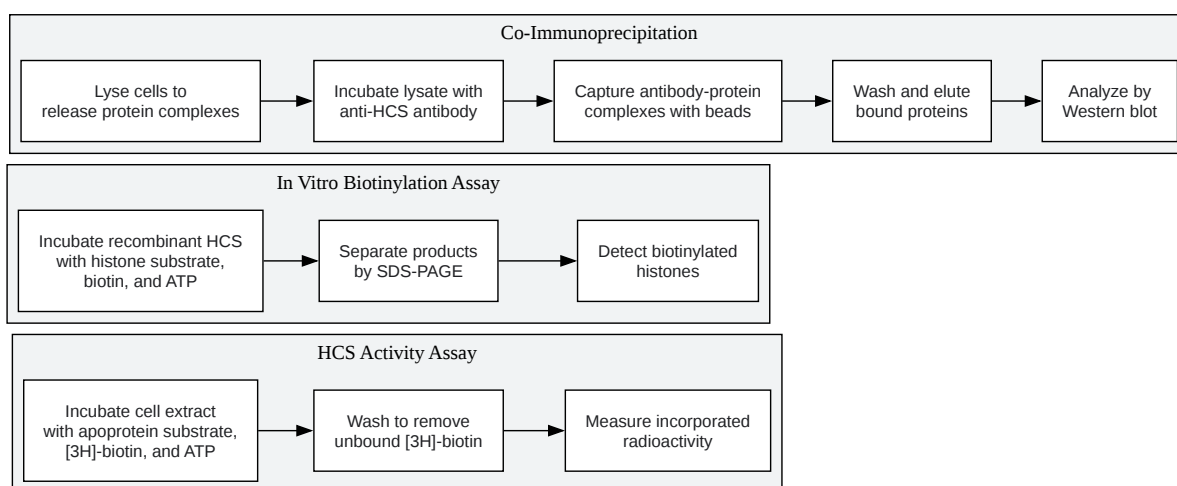 Co-Immunoprecipitation
Lyse cells to
release protein complexes
Incubate lysate with
anti-HCS antibody
Capture antibody-protein
complexes with beads
Wash and elute
bound proteins
Analyze by
Western blot
In Vitro Biotinylation Assay
Incubate recombinant HCS
with histone substrate,
biotin, and ATP
Separate products
by SDS-PAGE
Detect biotinylated
histones
HCS Activity Assay
Incubate cell extract
with apoprotein substrate,
[3H]-biotin, and ATP
Wash to remove
unbound [3H]-biotin
Measure incorporated
radioactivity